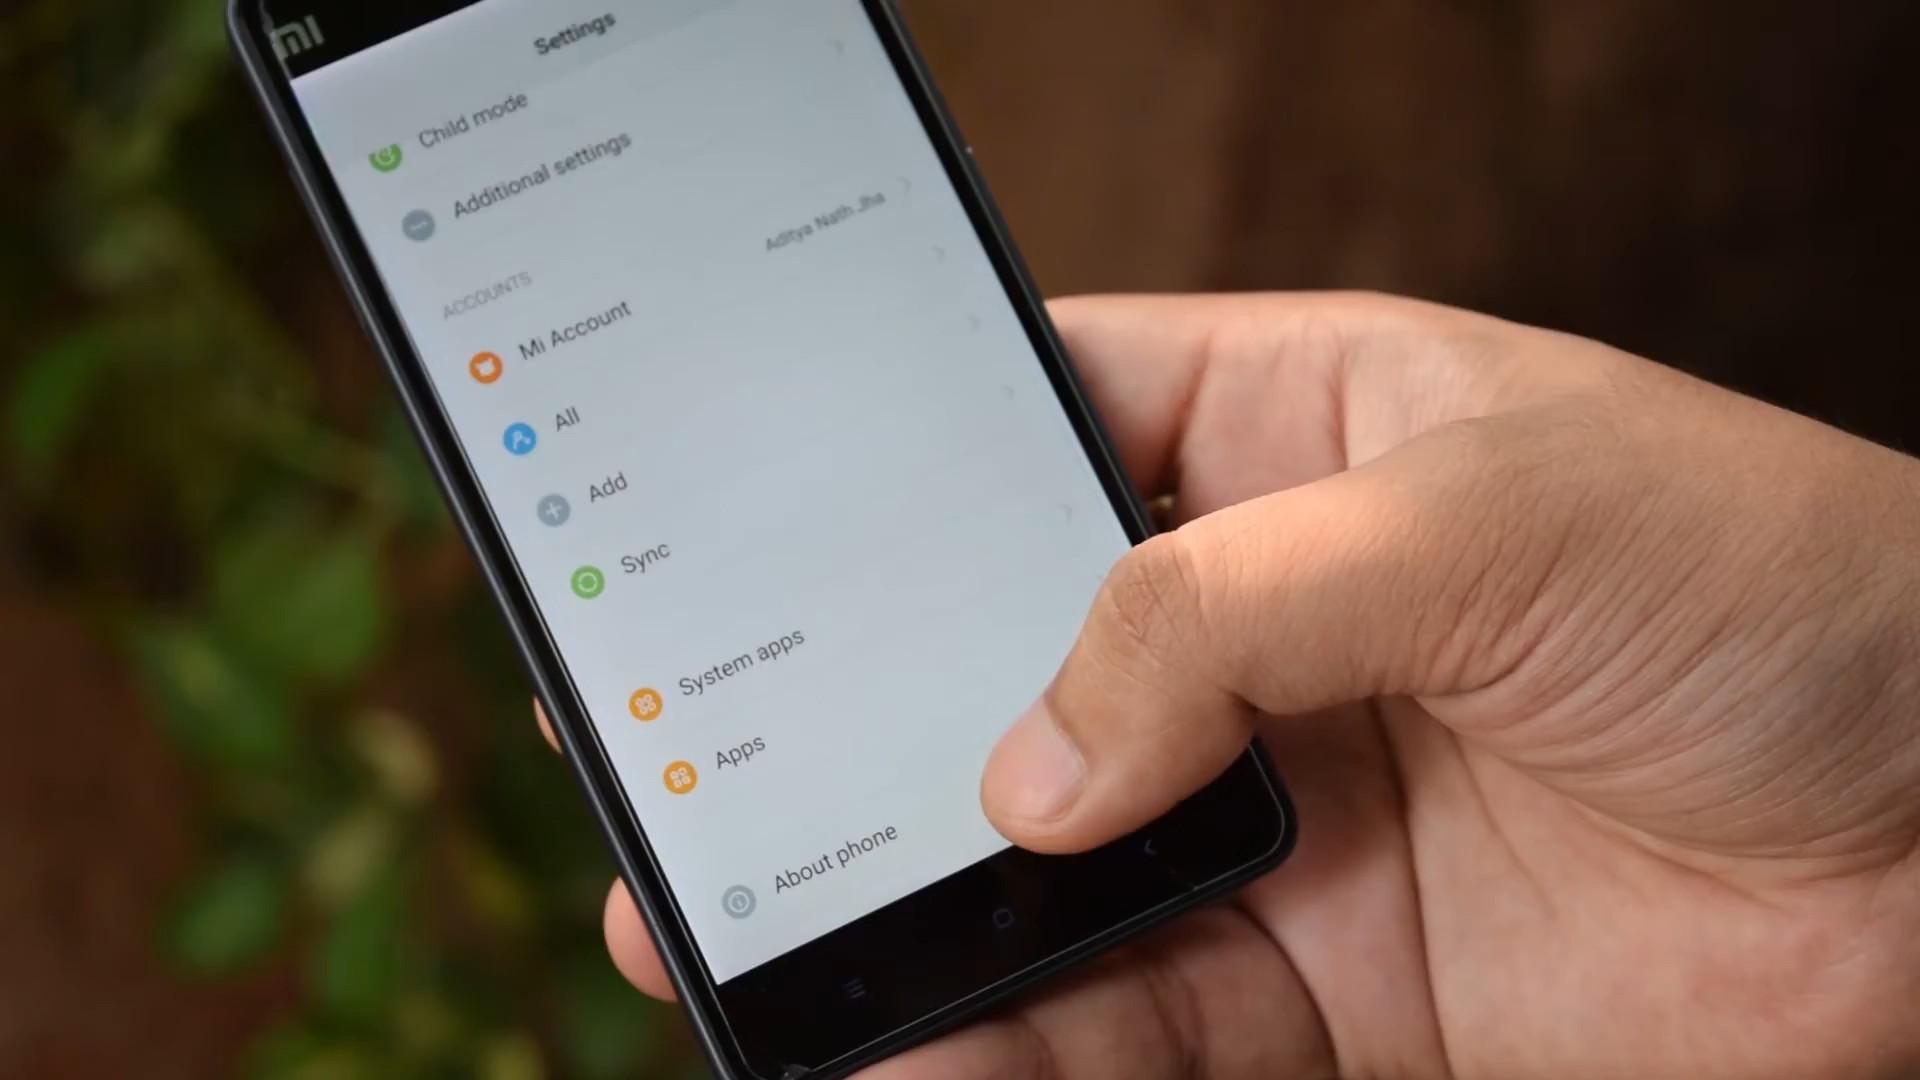 MI
Settings
Child mode
Additional settings
ACCOUNTS
Mi Account Aditya Nath Jha
All
Add
Sync
System apps
Apps
About phone